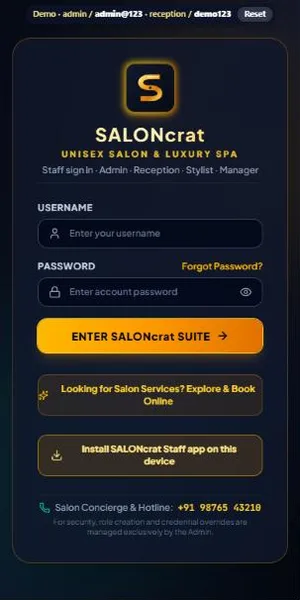 Demo - admin / admin@123 - reception / demo123 Reset
S
SALONcrat
UNISEX SALON & LUXURY SPA
Staff sign in · Admin · Reception · Stylist · Manager
USERNAME
Enter your username
PASSWORD Forgot Password?
Enter account password
ENTER SALONcrat SUITE →
Looking for Salon Services? Explore & Book
Online
Install SALONcrat Staff app on this
device
Salon Concierge & Hotline: +91 98765 43210
For security, role creation and credential overrides are
managed exclusively by the Admin.